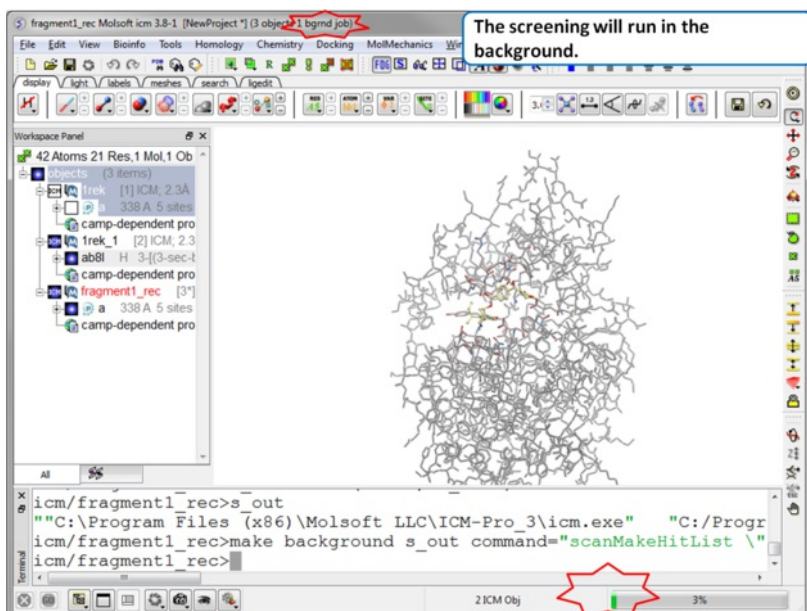 fragment1_rec Molsoft icm 3.8-1 [NewProject *] (3 objects 1 bgrnd job)
The screening will run in the
background.
File Edit View Bioinfo Tools Homology Chemistry Docking MolMechanics
display light labels meshes search ligedit
Workspace Panel
42 Atoms 21 Res,1 Mol,1 Ob
objects (3 items)
1rek [1] ICM; 2.3Å
a 338 A 5 sites
camp-dependent pro
1rek_1 [2] ICM; 2.3
ab8l H 3-[(3-sec-b
camp-dependent pro
fragment1_rec [3*]
a 338 A 5 sites
camp-dependent pro
All
Terminal
icm/fragment1_rec>s_out
""C:\Program Files (x86)\Molsoft LLC\ICM-Pro_3\icm.exe" "C:/Progr
icm/fragment1_rec>make background s_out command="scanMakeHitList \"
icm/fragment1_rec>
2 ICM Obj
3%